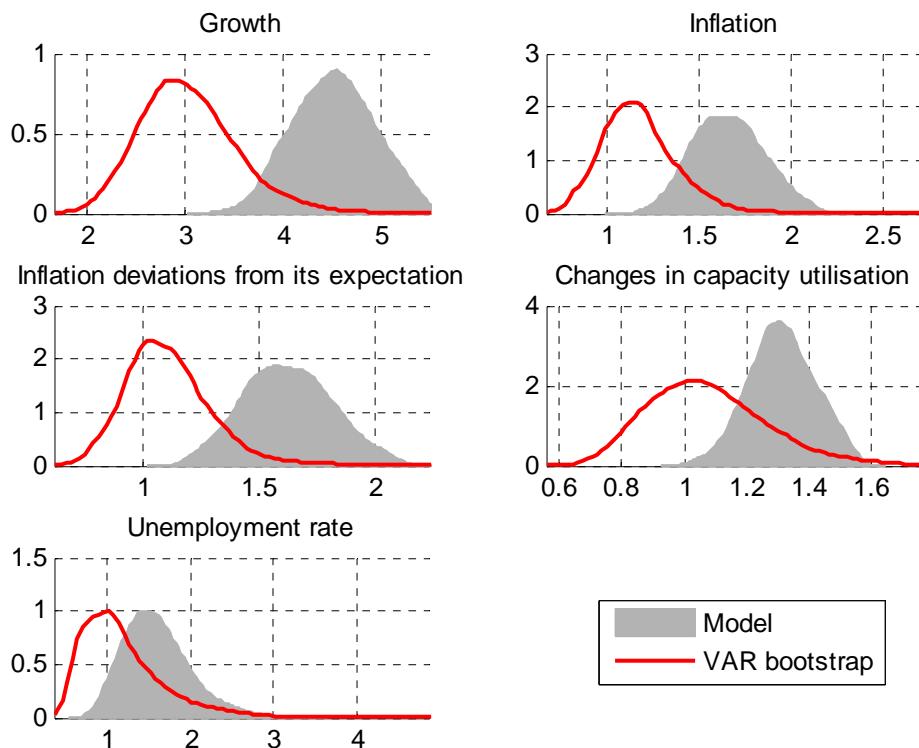 Growth
1
0.5
0
2 3 4 5
Inflation
3
2
1
0
1 1.5 2 2.5
Inflation deviations from its expectation
3
2
1
0
1 1.5 2
Changes in capacity utilisation
4
2
0
0.6 0.8 1 1.2 1.4 1.6
Unemployment rate
1.5
1
0.5
0
1 2 3 4
Model
VAR bootstrap